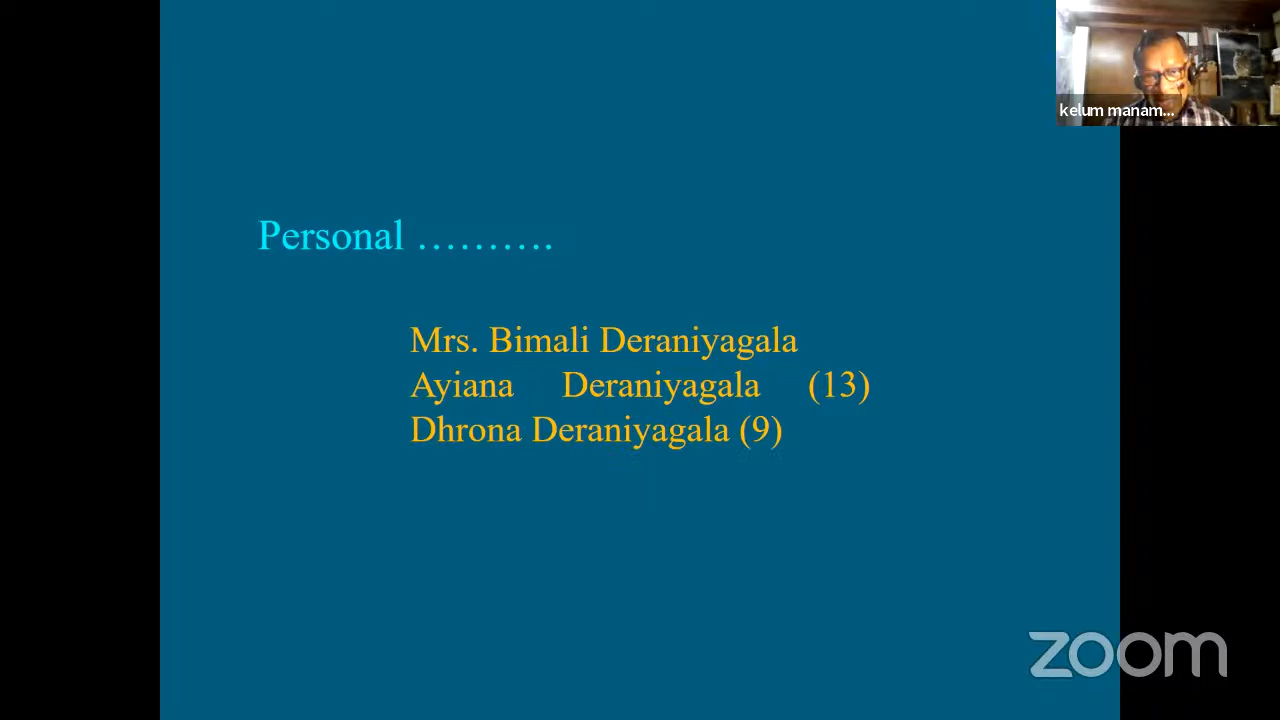 kelum manam...
Personal ……….
Mrs. Bimali Deraniyagala
Ayiana Deraniyagala (13)
Dhrona Deraniyagala (9)
zoom